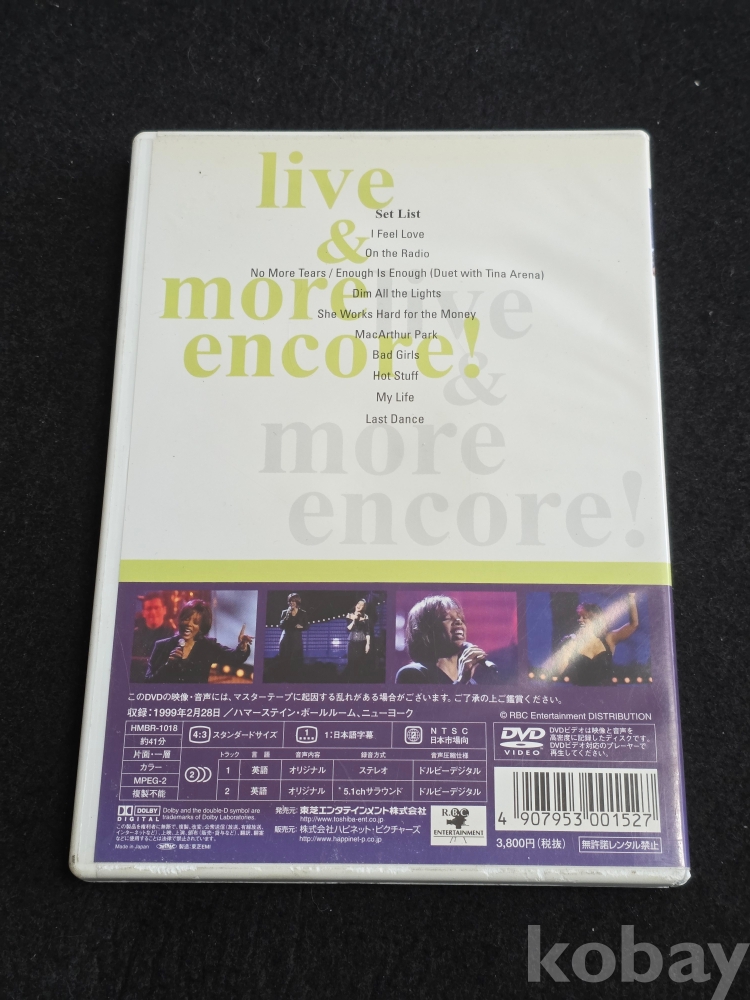 live
&
more
encore!
Set List
I Feel Love
On the Radio
No More Tears / Enough Is Enough (Duet with Tina Arena)
Dim All the Lights
She Works Hard for the Money
MacArthur Park
Bad Girls
Hot Stuff
My Life
Last Dance
live
&
more
encore!
このDVDの映像・音声には、マスターテープに起因する乱れがある場合がございます。ご了承の上ご鑑賞ください。
収録：1999年2月28日／ハマーステイン・ボールルーム、ニューヨーク
© RBC Entertainment DISTRIBUTION
HMBR-1018
約41分
片面・一層
カラー
MPEG-2
複製不能
4:3 スタンダードサイズ
1 1：日本語字幕
2 NTSC 日本市場向
トラック 言語 音声内容 録音方式 音声圧縮仕様
2
1 英語 オリジナル ステレオ ドルビーデジタル
2 英語 オリジナル *5.1chサラウンド ドルビーデジタル
DVD VIDEO
DVDビデオは映像と音声を
高密度に記録したディスクです。
DVDビデオ対応のプレーヤーで
再生してください。
DOLBY DIGITAL
Dolby and the double-D symbol are
trademarks of Dolby Laboratories.
Made in Japan
製造：東芝EMI
発売元：東芝エンタテインメント株式会社
http://www.toshiba-ent.co.jp
販売元：株式会社ハピネット・ピクチャーズ
http://www.happinet-p.co.jp
R.B.C.
ENTERTAINMENT
4 907953 001527
3,800円（税抜）
無許諾レンタル禁止
kobay